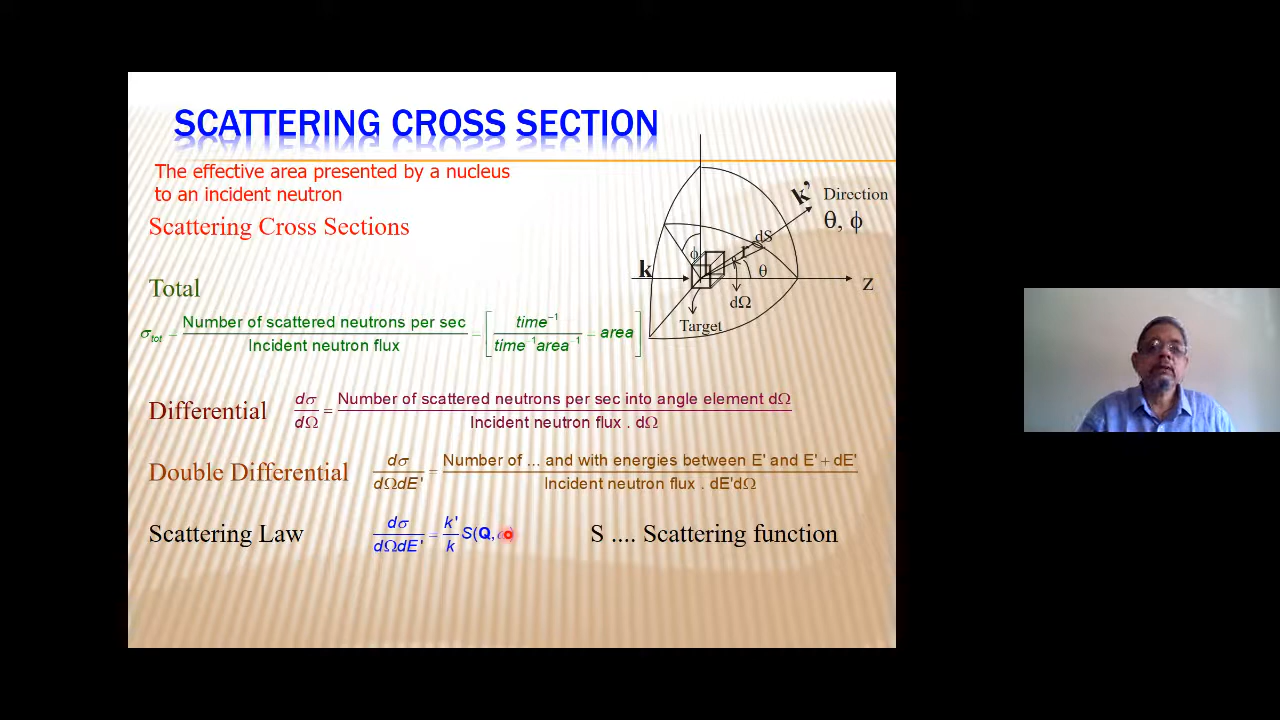 SCATTERING CROSS SECTION
The effective area presented by a nucleus
to an incident neutron
Scattering Cross Sections
k' Direction
θ, ϕ
dS
r
ϕ
k
θ
z
dΩ
Target
Total
σtot = Number of scattered neutrons per sec / Incident neutron flux = [ time⁻¹ / time⁻¹area⁻¹ = area ]
Differential dσ/dΩ = Number of scattered neutrons per sec into angle element dΩ / Incident neutron flux . dΩ
Double Differential dσ/dΩdE' = Number of ... and with energies between E' and E' + dE' / Incident neutron flux . dE'dΩ
Scattering Law dσ/dΩdE' = k'/k S(Q, S .... Scattering function